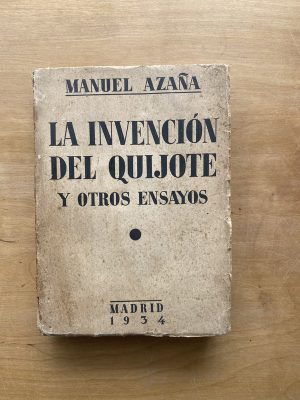 MANUEL AZAÑA
LA INVENCIÓN
DEL QUIJOTE
Y OTROS ENSAYOS
MADRID
1934